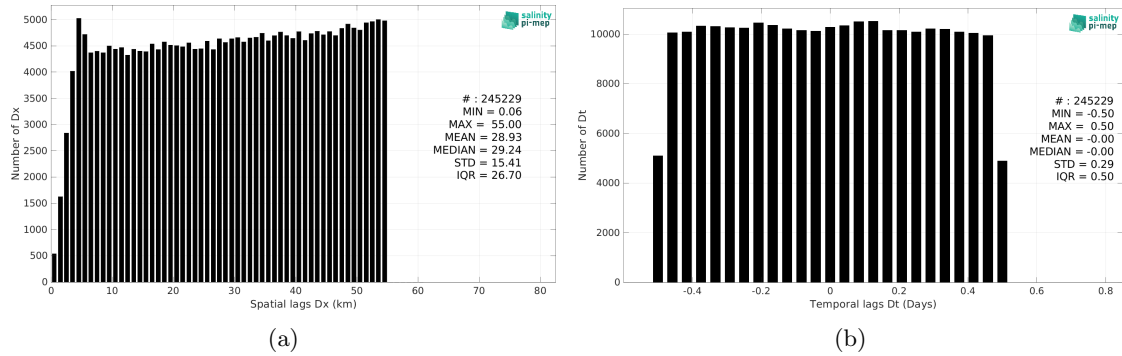 5000
4500
4000
3500
3000
2500
2000
1500
1000
500
0
Number of Dx
0 10 20 30 40 50 60 70 80
Spatial lags Dx (km)
salinity
pi-mep
# : 245229
MIN = 0.06
MAX = 55.00
MEAN = 28.93
MEDIAN = 29.24
STD = 15.41
IQR = 26.70
(a)
10000
8000
6000
4000
2000
0
Number of Dt
-0.4 -0.2 0 0.2 0.4 0.6 0.8
Temporal lags Dt (Days)
salinity
pi-mep
# : 245229
MIN = -0.50
MAX = 0.50
MEAN = -0.00
MEDIAN = -0.00
STD = 0.29
IQR = 0.50
(b)